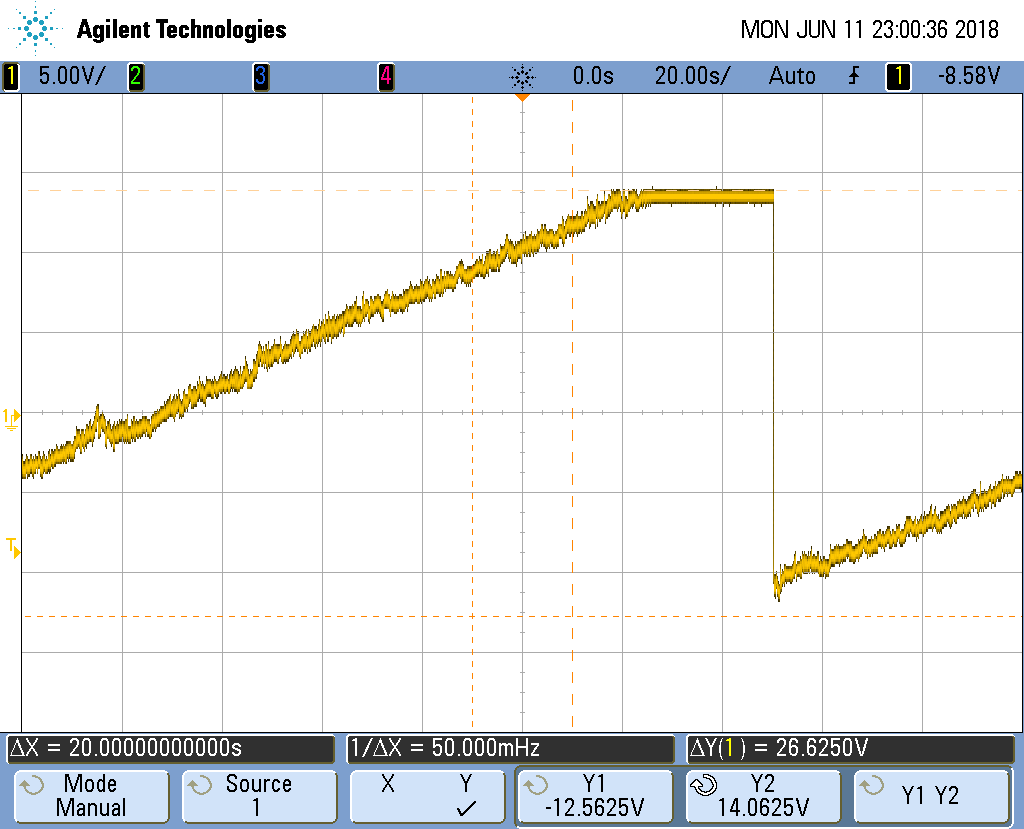 Agilent Technologies
MON JUN 11 23:00:36 2018
1 5.00V/ 2 3 4 0.0s 20.00s/ Auto 1 -8.58V
1
T
ΔX = 20.00000000000s 1/ΔX = 50.000mHz ΔY(1) = 26.6250V
Mode
Manual
Source
1
X Y
Y1
-12.5625V
Y2
14.0625V
Y1 Y2